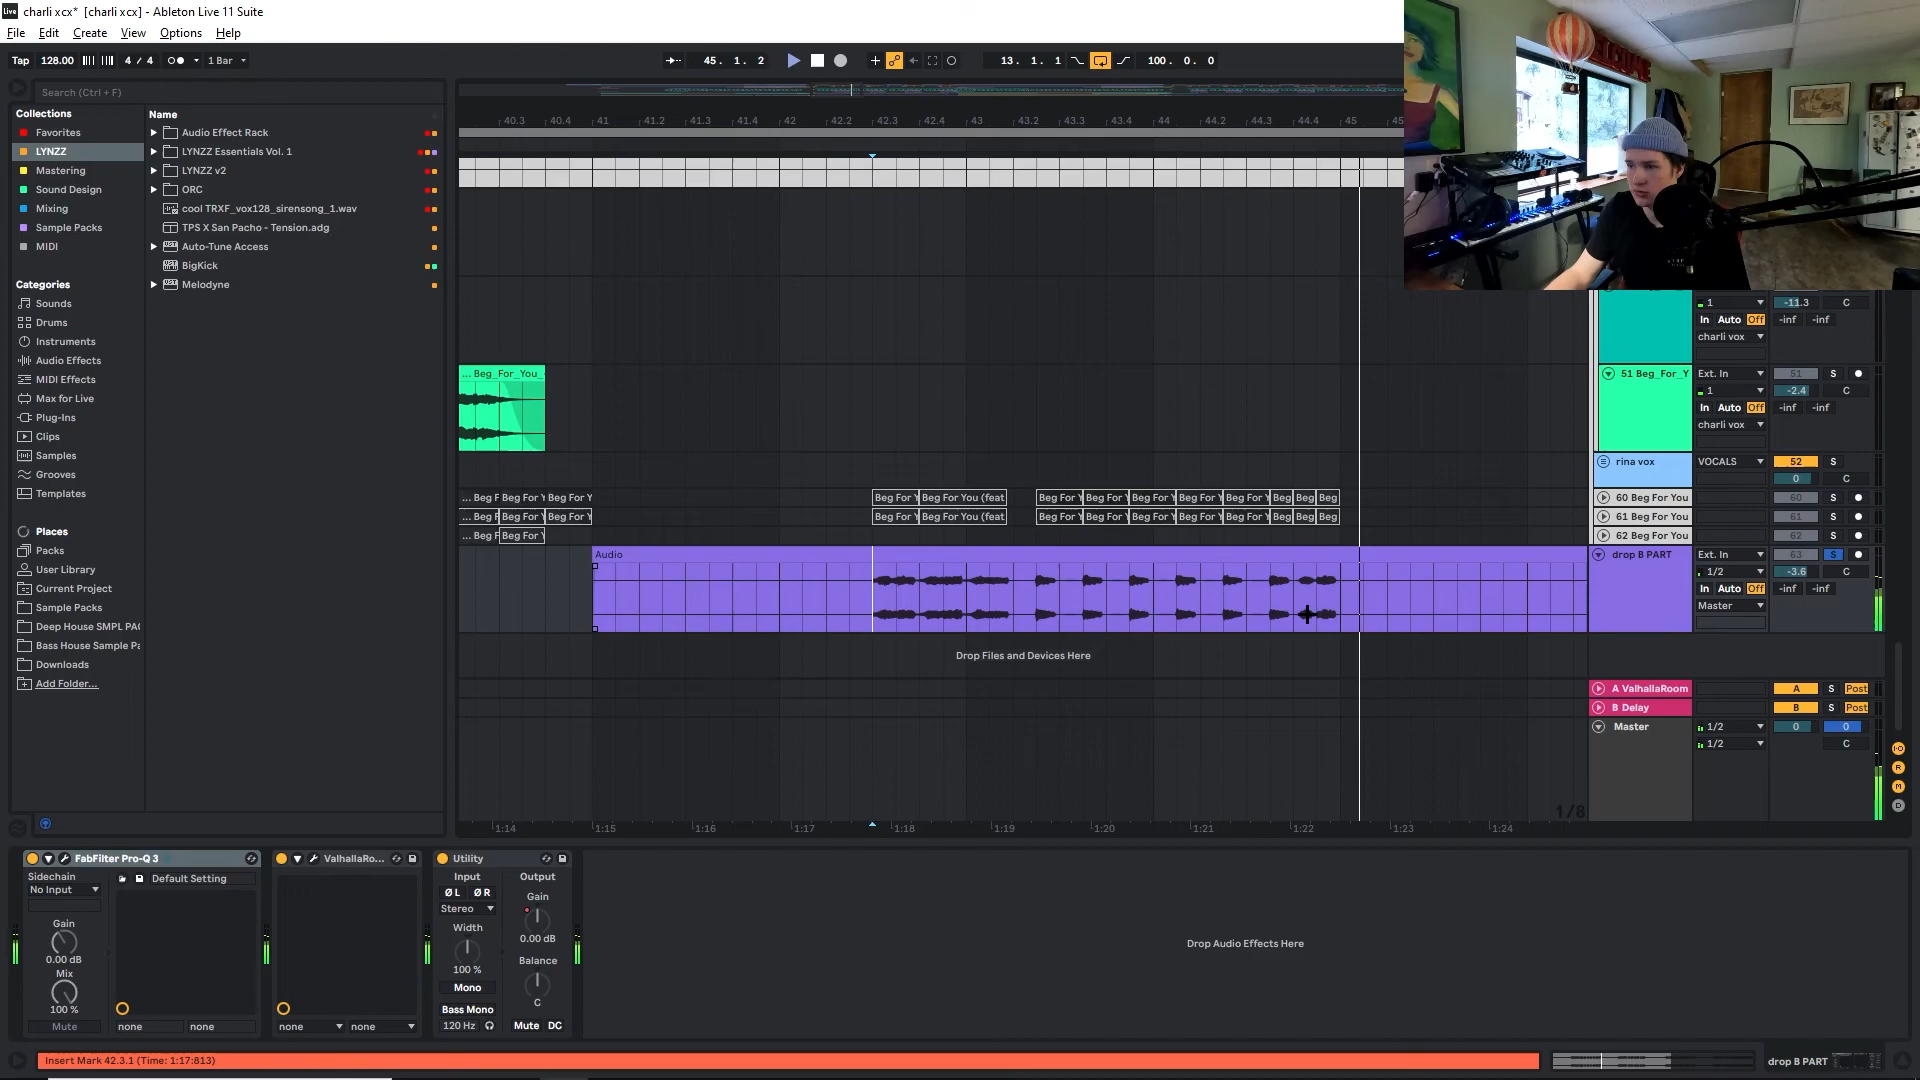 charli xcx* [charli xcx] - Ableton Live 11 Suite
File Edit Create View Options Help
Tap 128.00 4 / 4 1 Bar 45. 1. 2 13. 1. 1 100. 0. 0
Search (Ctrl + F)
Collections
Favorites
LYNZZ
Mastering
Sound Design
Mixing
Sample Packs
MIDI
Categories
Sounds
Drums
Instruments
Audio Effects
MIDI Effects
Max for Live
Plug-Ins
Clips
Samples
Grooves
Templates
Places
Packs
User Library
Current Project
Sample Packs
Deep House SMPL PAC
Bass House Sample Pa
Downloads
Add Folder...
Name
Audio Effect Rack
LYNZZ Essentials Vol. 1
LYNZZ v2
ORC
cool TRXF_vox128_sirensong_1.wav
TPS X San Pacho - Tension.adg
Auto-Tune Access
BigKick
Melodyne
40.3 40.4 41 41.2 41.3 41.4 42 42.2 42.3 42.4 43 43.2 43.3 43.4 44 44.2 44.3 44.4 45 45
... Beg_For_You_
... Beg F Beg For Y Beg For Y Beg For Y Beg For You (feat Beg For Y Beg For Y Beg For Y Beg For Y Beg For Y Beg Beg Beg
... Beg F Beg For Y Beg For Y Beg For Y Beg For You (feat Beg For Y Beg For Y Beg For Y Beg For Y Beg For Y Beg Beg Beg
... Beg F Beg For Y
Audio
Drop Files and Devices Here
1/8
1:14 1:15 1:16 1:17 1:18 1:19 1:20 1:21 1:22 1:23 1:24
1 -11.3 C
In Auto Off -inf -inf
charli vox
51 Beg_For_Y Ext. In 51 S
1 -2.4 C
In Auto Off -inf -inf
charli vox
rina vox VOCALS 52 S
0 C
60 Beg For You 60 S
61 Beg For You 61 S
62 Beg For You 62 S
drop B PART Ext. In 63 S
1/2 -3.6 C
In Auto Off -inf -inf
Master
A ValhallaRoom A S Post
B Delay B S Post
Master 1/2 0 0
1/2 C
R
M
D
FabFilter Pro-Q 3
Sidechain
No Input
Default Setting
Gain
0.00 dB
Mix
100 %
Mute
none none
ValhallaRo...
none none
Utility
Input Output
Ø L Ø R
Stereo
Width
100 %
Mono
Bass Mono
120 Hz
Gain
0.00 dB
Balance
C
Mute DC
Drop Audio Effects Here
Insert Mark 42.3.1 (Time: 1:17:813)
drop B PART